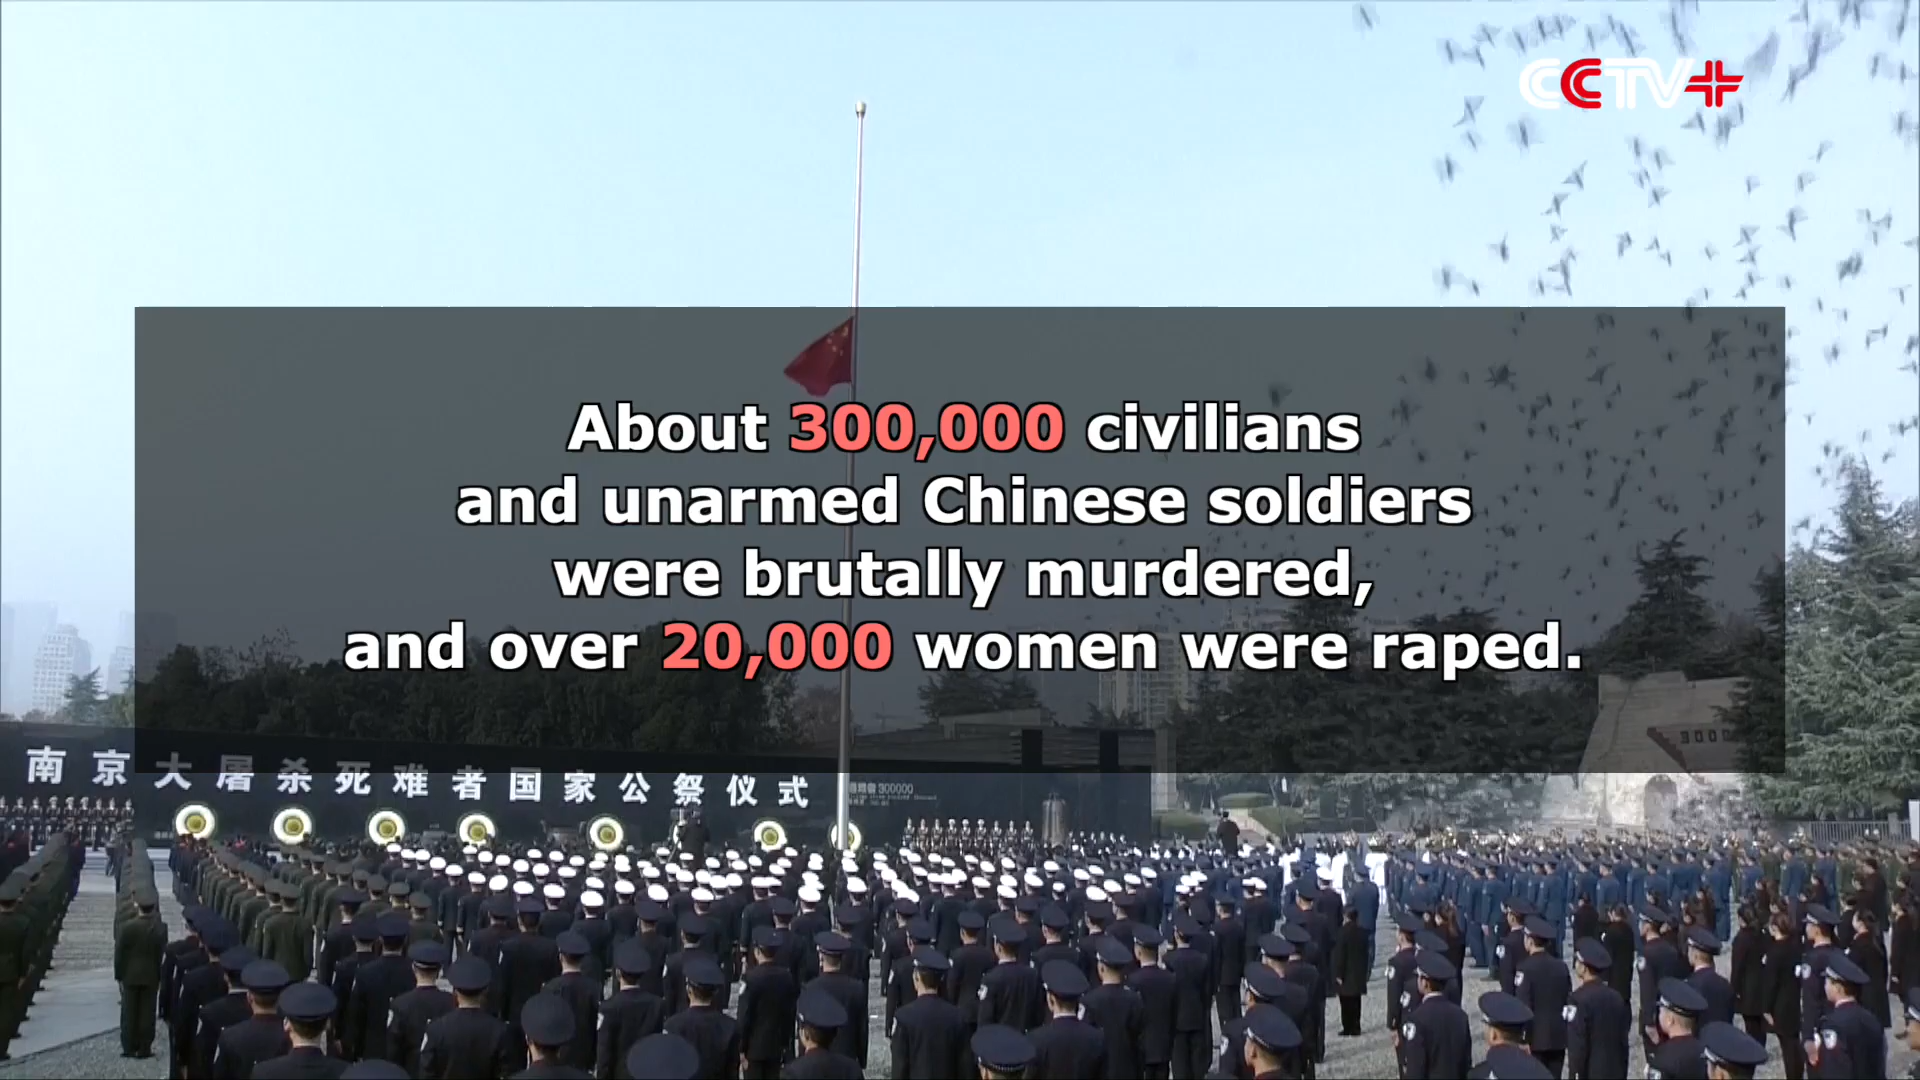 CCTV+
About 300,000 civilians
and unarmed Chinese soldiers
were brutally murdered,
and over 20,000 women were raped.
南京大屠杀死难者国家公祭仪式
300000